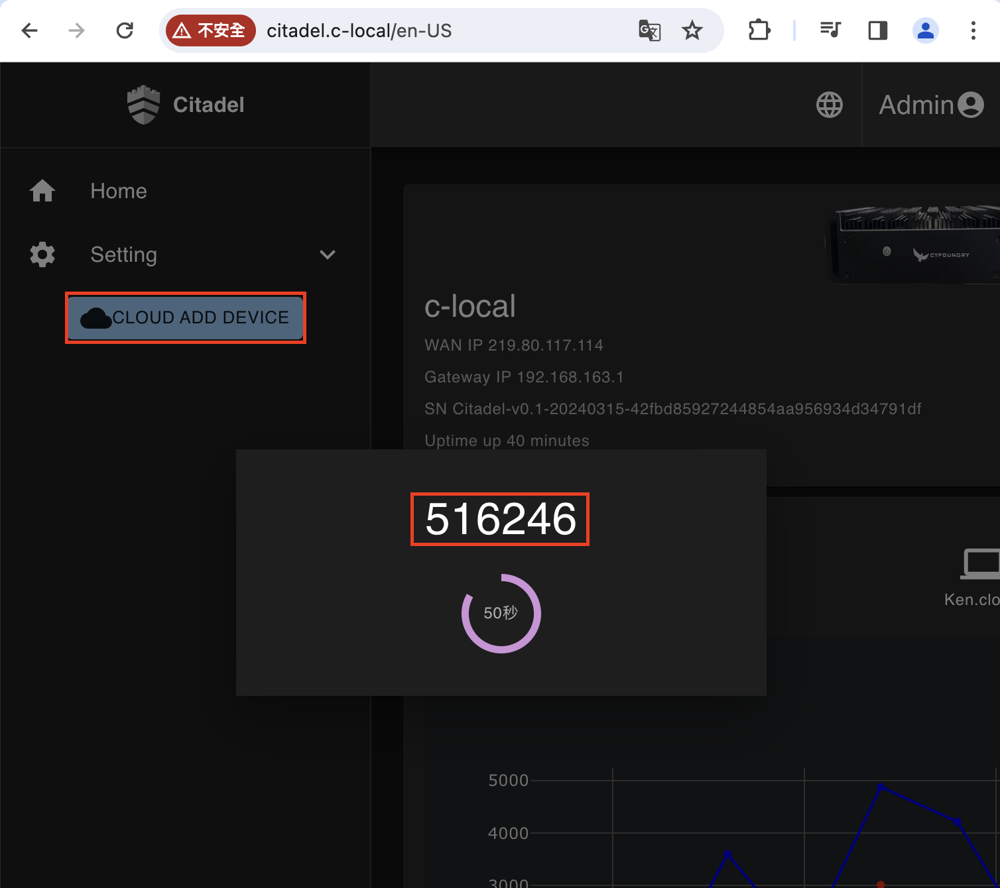 不安全 citadel.c-local/en-US
Citadel
Admin
Home
Setting
CLOUD ADD DEVICE
CYFOUNDRY
c-local
WAN IP 219.80.117.114
Gateway IP 192.168.163.1
SN Citadel-v0.1-20240315-42fbd85927244854aa956934d34791df
Uptime up 40 minutes
516246
50秒
Ken.clo
5000
4000
3000